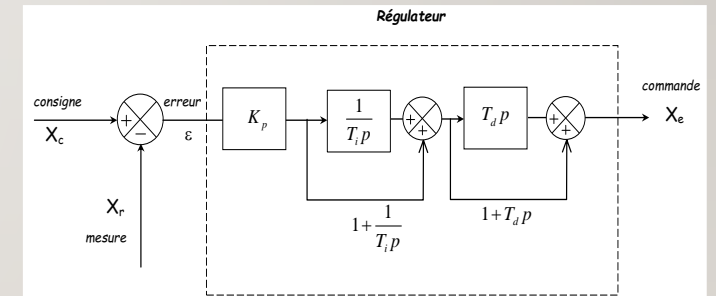 Régulateur
consigne
X_c
+
−
erreur
ε
K_p
1/(T_i p)
+
+
T_d p
+
+
commande
X_e
X_r
mesure
1+1/(T_i p)
1+T_d p